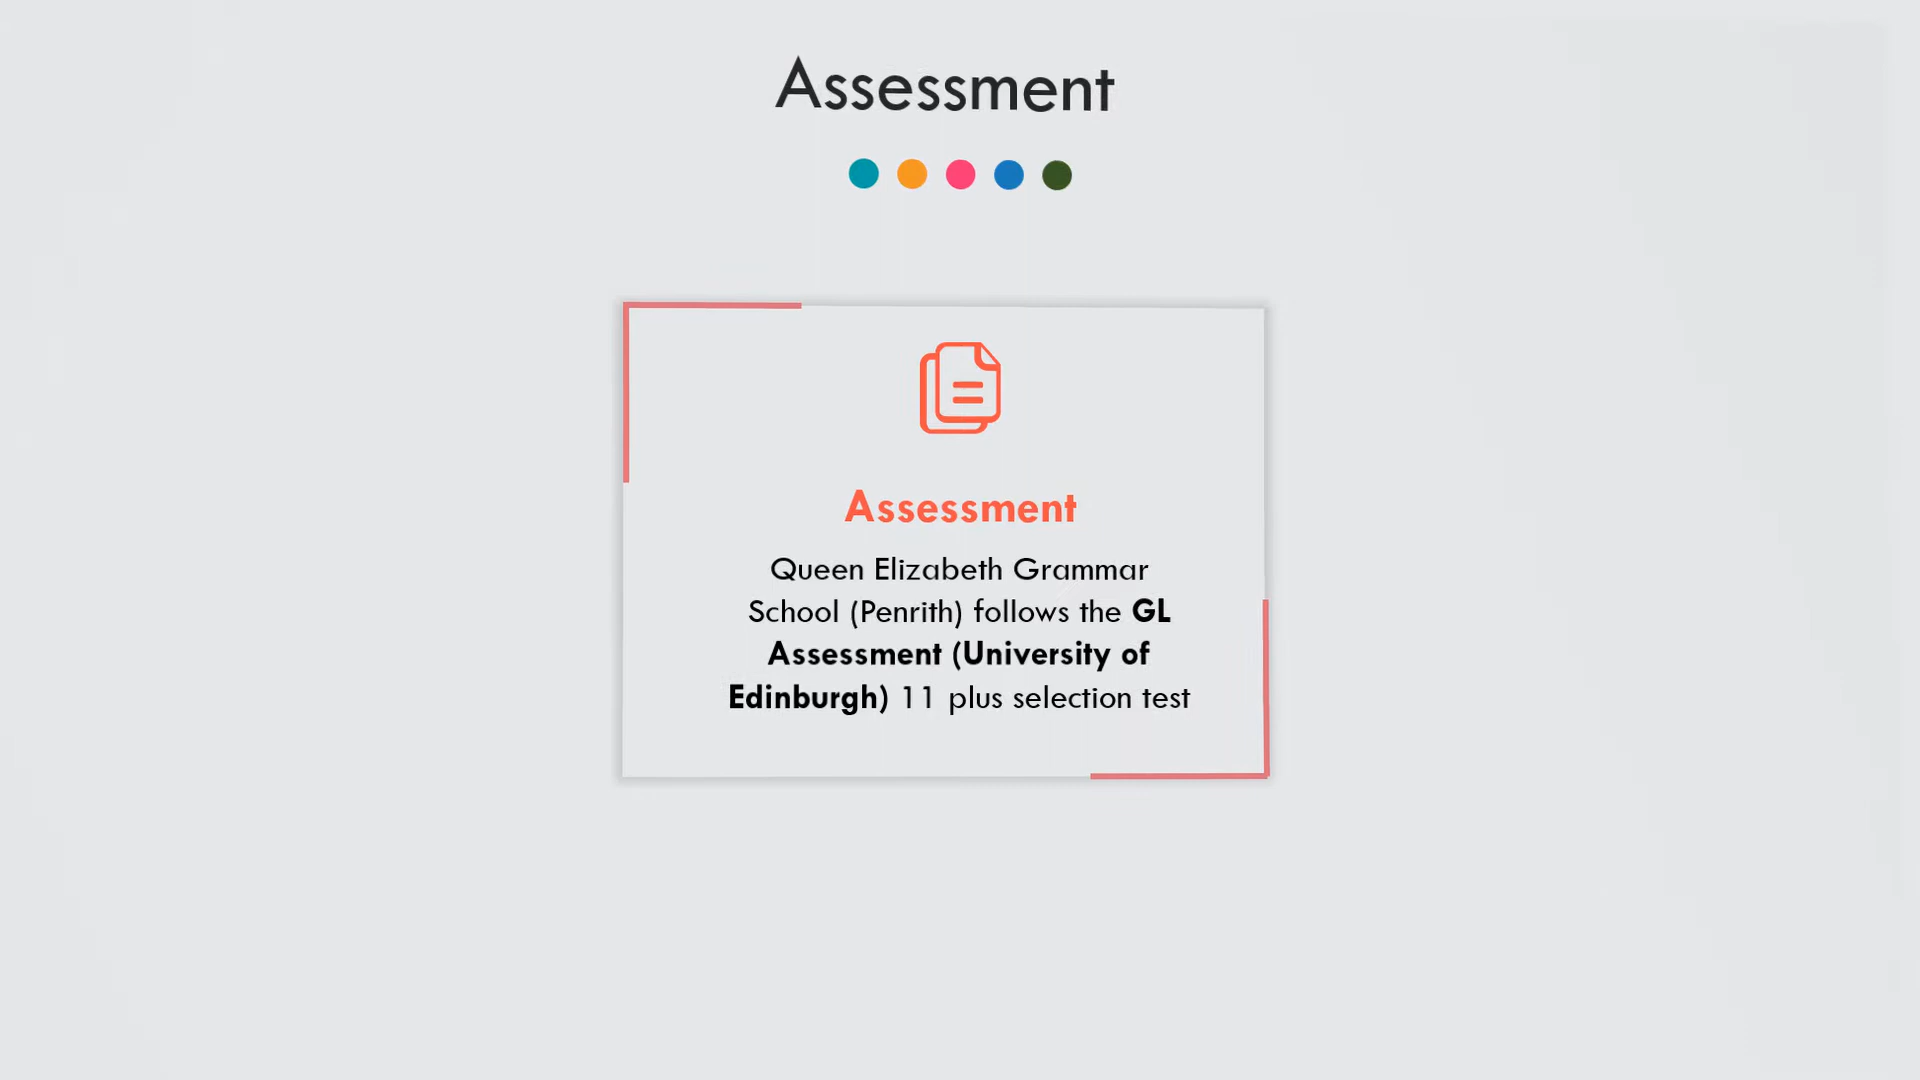 Assessment
Assessment
Queen Elizabeth Grammar
School (Penrith) follows the GL
Assessment (University of
Edinburgh) 11 plus selection test